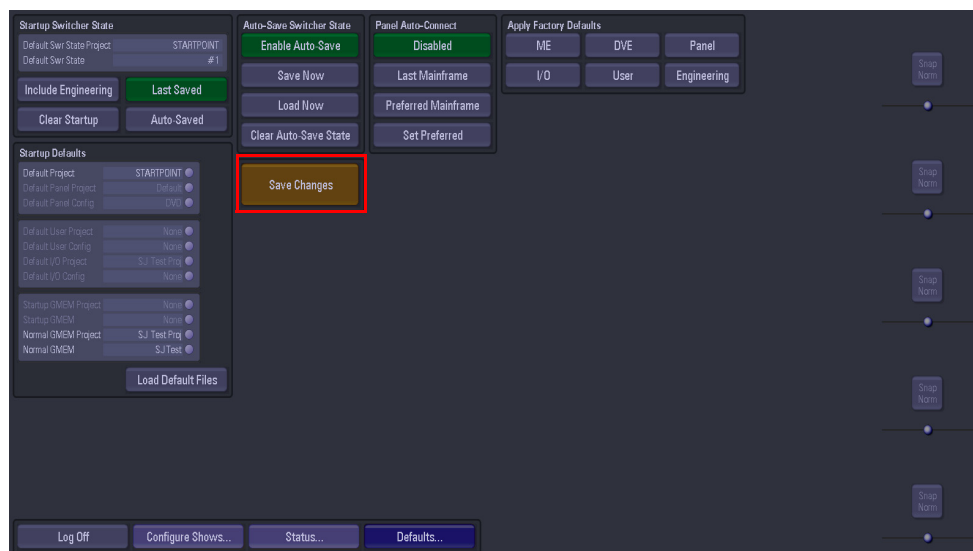 Startup Switcher State
Default Swr State Project STARTPOINT
Default Swr State #1
Include Engineering Last Saved
Clear Startup Auto-Saved
Startup Defaults
Default Project STARTPOINT
Default Panel Project Default
Default Panel Config DVD
Default User Project None
Default User Config None
Default I/O Project SJ Test Proj
Default I/O Config None
Startup GMEM Project None
Startup GMEM None
Normal GMEM Project SJ Test Proj
Normal GMEM SJTest
Load Default Files
Auto-Save Switcher State
Enable Auto-Save
Save Now
Load Now
Clear Auto-Save State
Save Changes
Panel Auto-Connect
Disabled
Last Mainframe
Preferred Mainframe
Set Preferred
Apply Factory Defaults
ME DVE Panel
I/O User Engineering
Snap
Norm
Snap
Norm
Snap
Norm
Snap
Norm
Snap
Norm
Log Off Configure Shows... Status... Defaults...